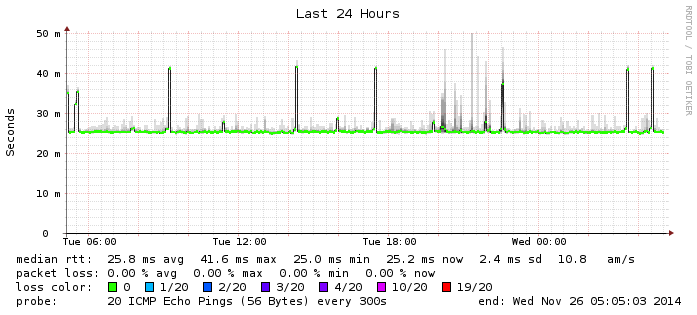 Last 24 Hours
RRDTOOL / TOBI OETIKER
Seconds
50 m
40 m
30 m
20 m
10 m
0
Tue 06:00 Tue 12:00 Tue 18:00 Wed 00:00
median rtt: 25.8 ms avg 41.6 ms max 25.0 ms min 25.2 ms now 2.4 ms sd 10.8 am/s
packet loss: 0.00 % avg 0.00 % max 0.00 % min 0.00 % now
loss color: 0 1/20 2/20 3/20 4/20 10/20 19/20
probe: 20 ICMP Echo Pings (56 Bytes) every 300s end: Wed Nov 26 05:05:03 2014